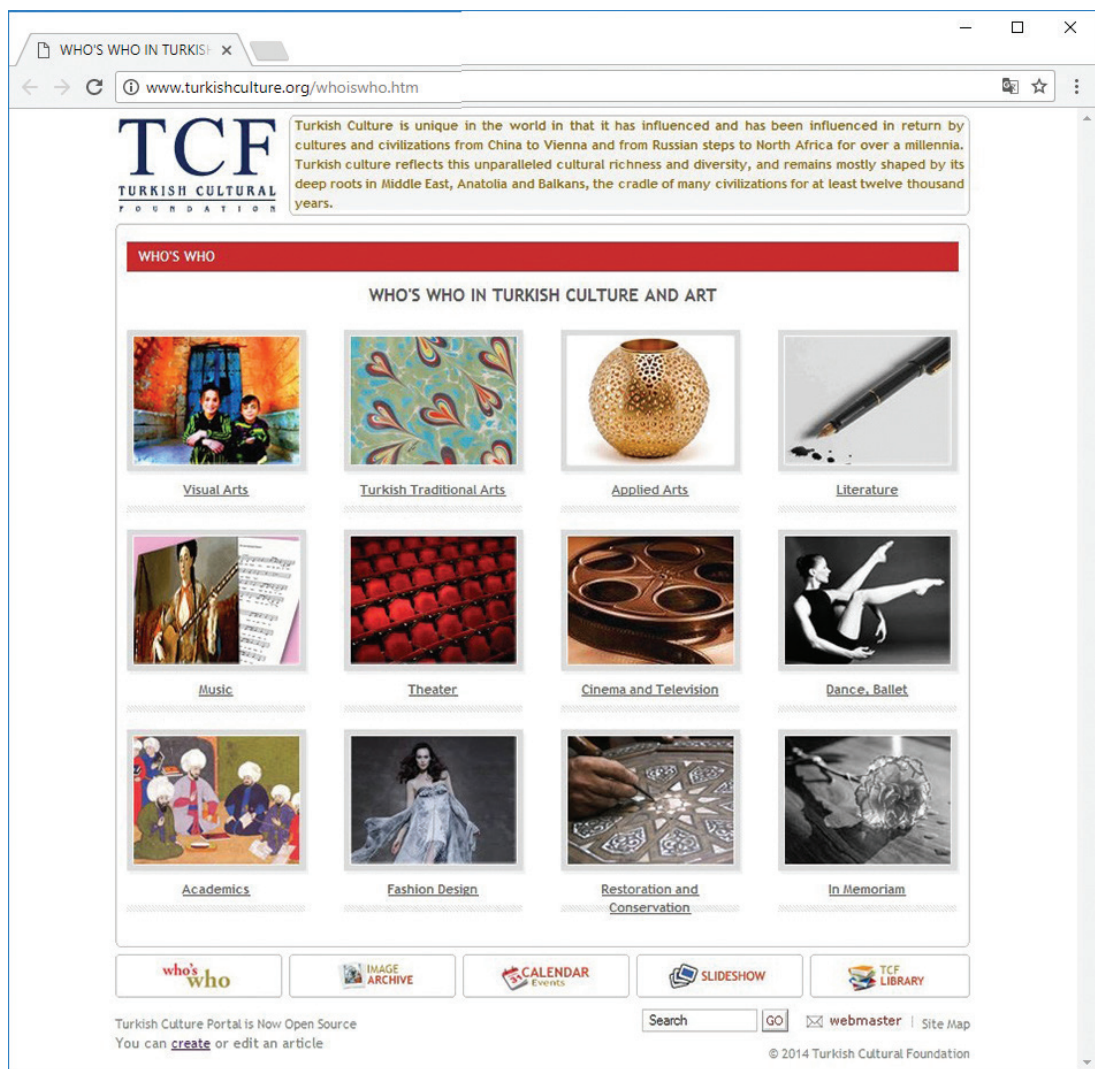 WHO'S WHO IN TURKISH
www.turkishculture.org/whoiswho.htm
TCF
TURKISH CULTURAL
FOUNDATION
Turkish Culture is unique in the world in that it has influenced and has been influenced in return by
cultures and civilizations from China to Vienna and from Russian steps to North Africa for over a millennia.
Turkish culture reflects this unparalleled cultural richness and diversity, and remains mostly shaped by its
deep roots in Middle East, Anatolia and Balkans, the cradle of many civilizations for at least twelve thousand
years.
WHO'S WHO
WHO'S WHO IN TURKISH CULTURE AND ART
Visual Arts
Turkish Traditional Arts
Applied Arts
Literature
Music
Theater
Cinema and Television
Dance, Ballet
Academics
Fashion Design
Restoration and
Conservation
In Memoriam
who's
who
IMAGE
ARCHIVE
31
CALENDAR
Events
SLIDESHOW
TCF
LIBRARY
Turkish Culture Portal is Now Open Source
You can create or edit an article
Search
GO
webmaster | Site Map
© 2014 Turkish Cultural Foundation